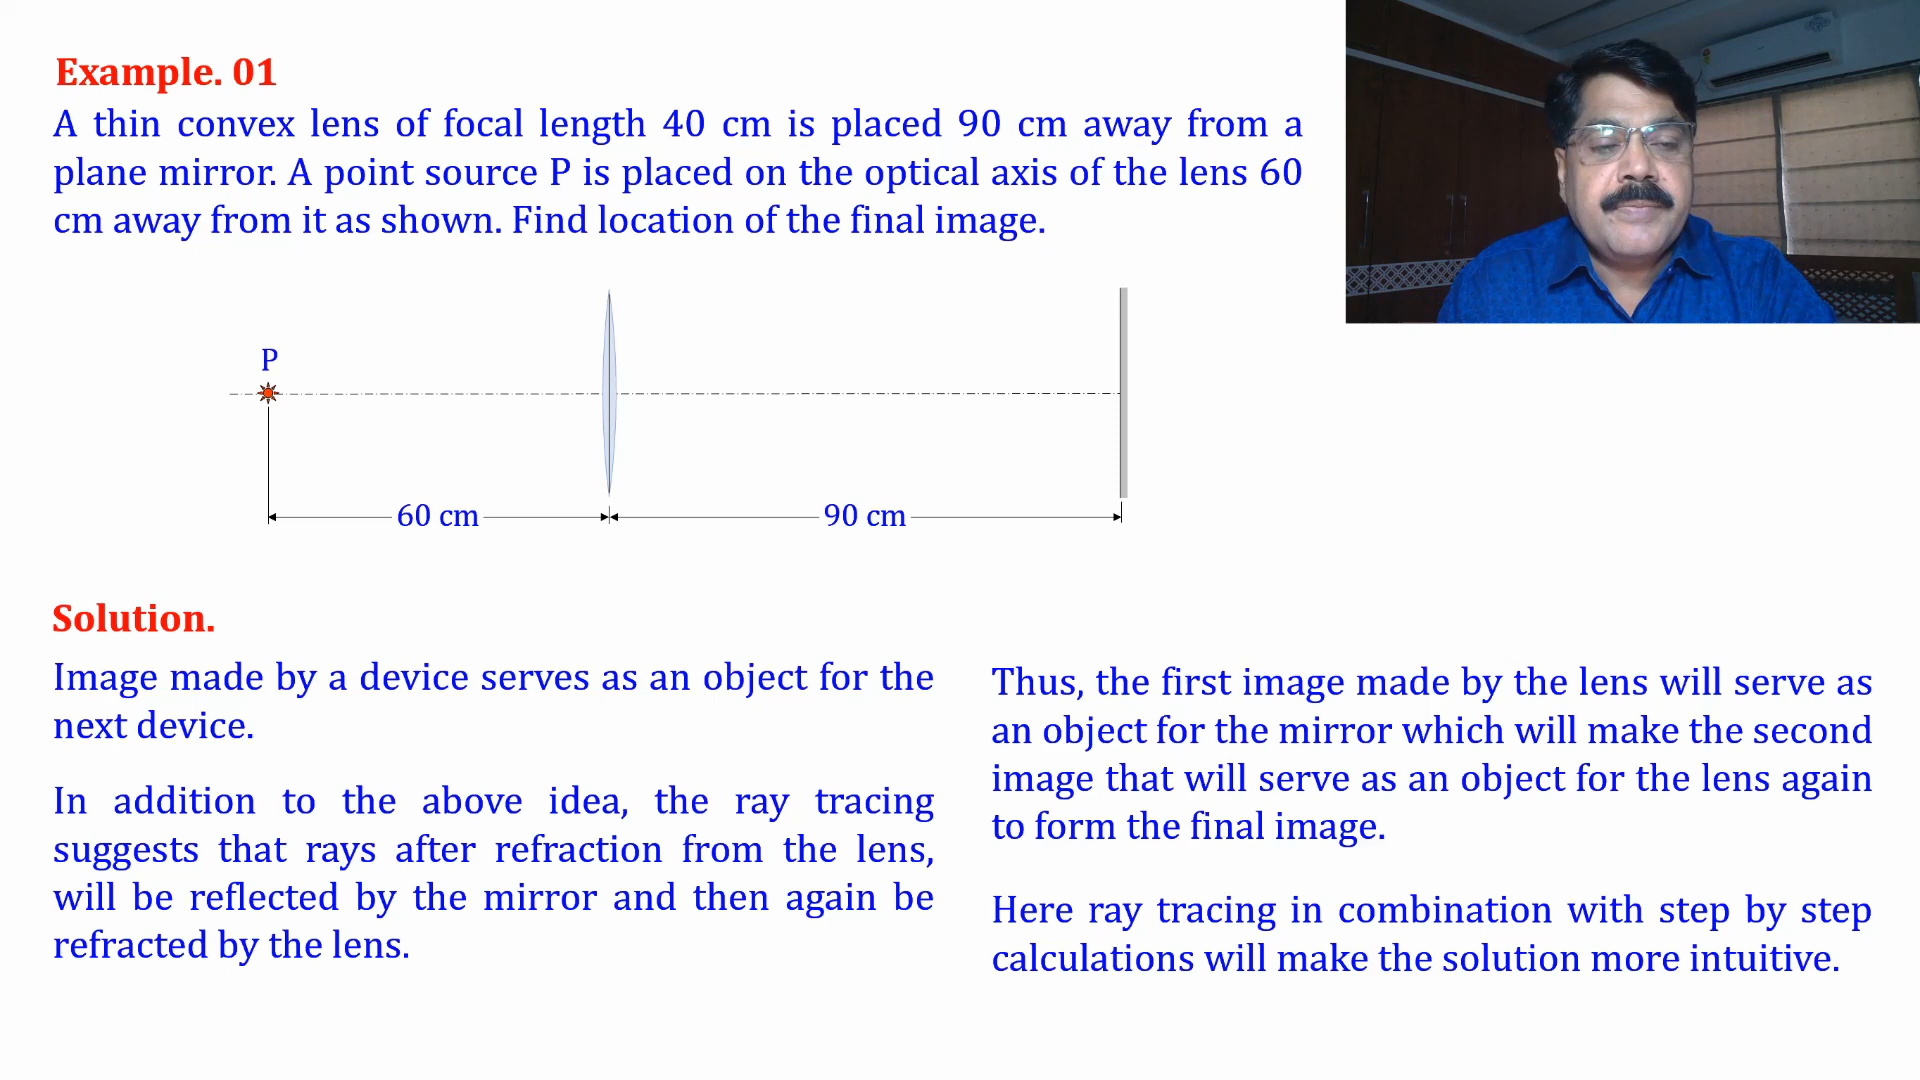 Example. 01
A thin convex lens of focal length 40 cm is placed 90 cm away from a
plane mirror. A point source P is placed on the optical axis of the lens 60
cm away from it as shown. Find location of the final image.
P
60 cm
90 cm
Solution.
Image made by a device serves as an object for the
next device.
In addition to the above idea, the ray tracing
suggests that rays after refraction from the lens,
will be reflected by the mirror and then again be
refracted by the lens.
Thus, the first image made by the lens will serve as
an object for the mirror which will make the second
image that will serve as an object for the lens again
to form the final image.
Here ray tracing in combination with step by step
calculations will make the solution more intuitive.